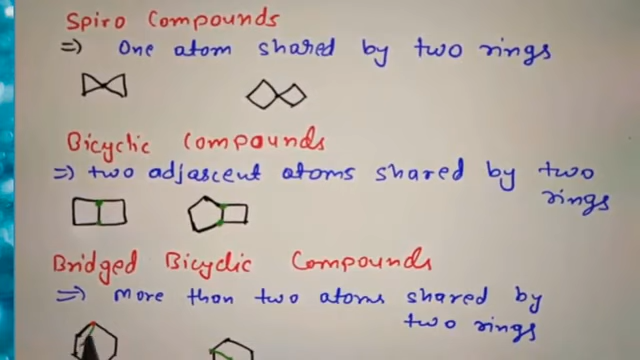 Spiro Compounds
=) One atom shared by two rings
Bicyclic Compounds
=) two adjascent atoms shared by two
rings
Bridged Bicyclic Compounds
=) More than two atoms shared by
two rings